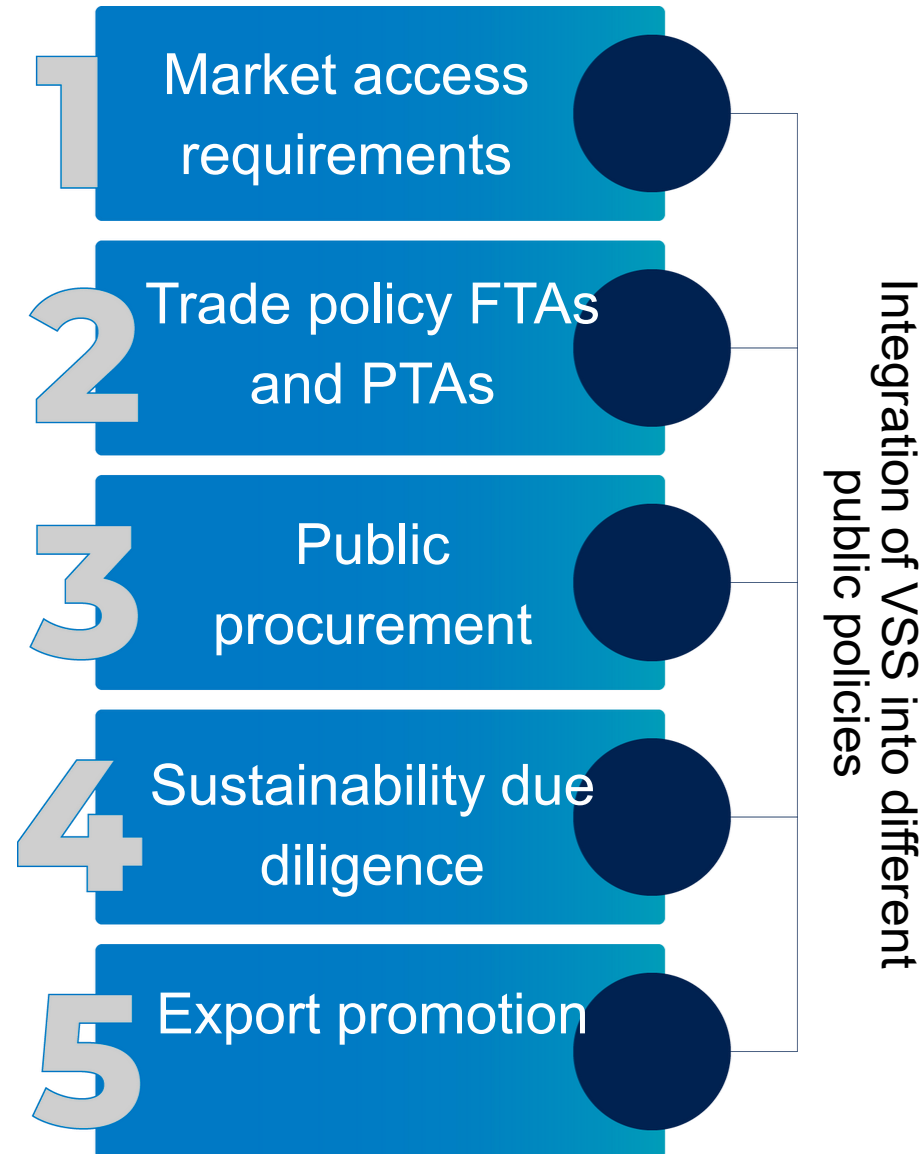 1
Market access
requirements
2
Trade policy FTAs
and PTAs
3
Public
procurement
4
Sustainability due
diligence
5
Export promotion
Integration of VSS into different
public policies